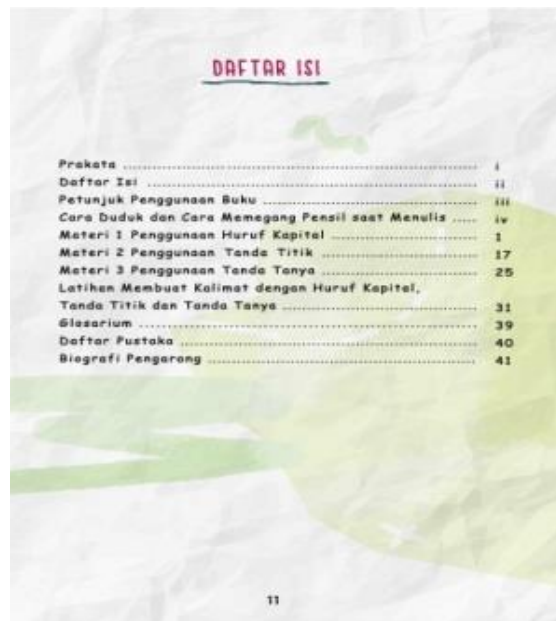 DAFTAR ISI
Prakata ................................................ i
Daftar Isi ................................................ ii
Petunjuk Penggunaan Buku ................................ iii
Cara Duduk dan Cara Memegang Pensil saat Menulis ..... iv
Materi 1 Penggunaan Huruf Kapital ...................... 1
Materi 2 Penggunaan Tanda Titik ........................ 17
Materi 3 Penggunaan Tanda Tanya ........................ 25
Latihan Membuat Kalimat dengan Huruf Kapital,
Tanda Titik dan Tanda Tanya ............................ 31
Glosarium ................................................ 39
Daftar Pustaka ........................................ 40
Biografi Pengarang .................................... 41
11